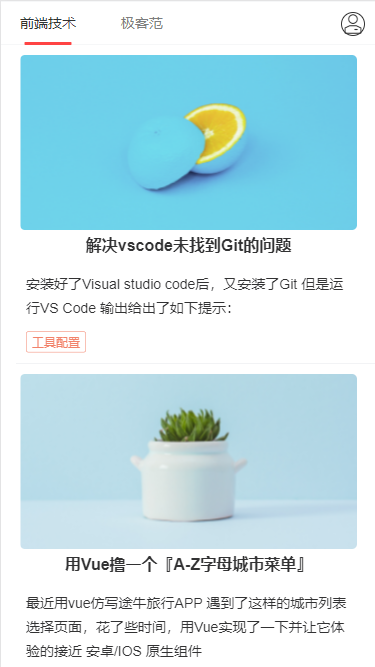 前端技术 极客范
解决vscode未找到Git的问题
安装好了Visual studio code后，又安装了Git 但是运
行VS Code 输出给出了如下提示：
工具配置
用Vue撸一个『A-Z字母城市菜单』
最近用vue仿写途牛旅行APP 遇到了这样的城市列表
选择页面，花了些时间，用Vue实现了一下并让它体
验的接近 安卓/IOS 原生组件